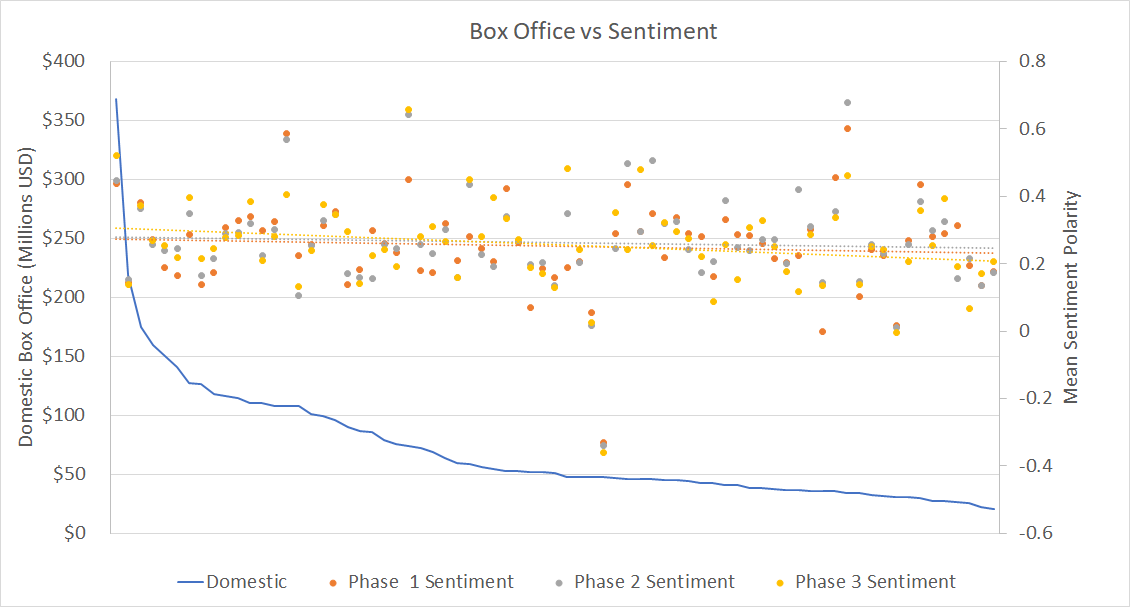 Box Office vs Sentiment
$400
$350
$300
$250
$200
$150
$100
$50
$0
Domestic Box Office (Millions USD)
0.8
0.6
0.4
0.2
0
-0.2
-0.4
-0.6
Mean Sentiment Polarity
Domestic
Phase 1 Sentiment
Phase 2 Sentiment
Phase 3 Sentiment